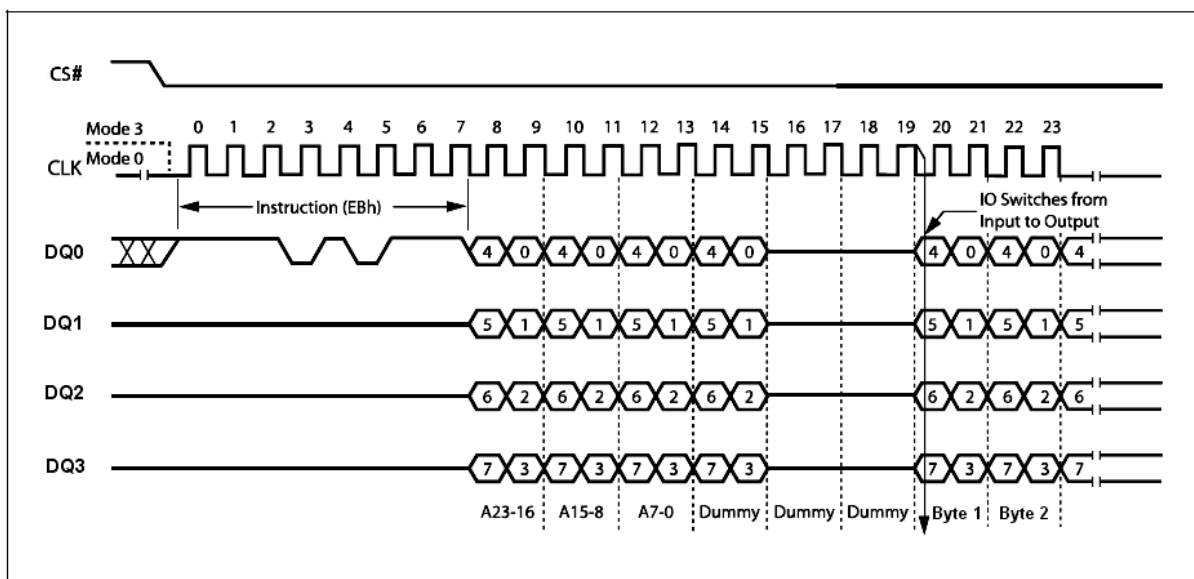 CS#
Mode 3
0 1 2 3 4 5 6 7 8 9 10 11 12 13 14 15 16 17 18 19 20 21 22 23
CLK
Mode 0
Instruction (EBh)
IO Switches from
Input to Output
DQ0
4 0 4 0 4 0 4 0 4 0 4 0 4
DQ1
5 1 5 1 5 1 5 1 5 1 5 1 5
DQ2
6 2 6 2 6 2 6 2 6 2 6 2 6
DQ3
7 3 7 3 7 3 7 3 7 3 7 3 7
A23-16 A15-8 A7-0 Dummy Dummy Dummy Byte 1 Byte 2